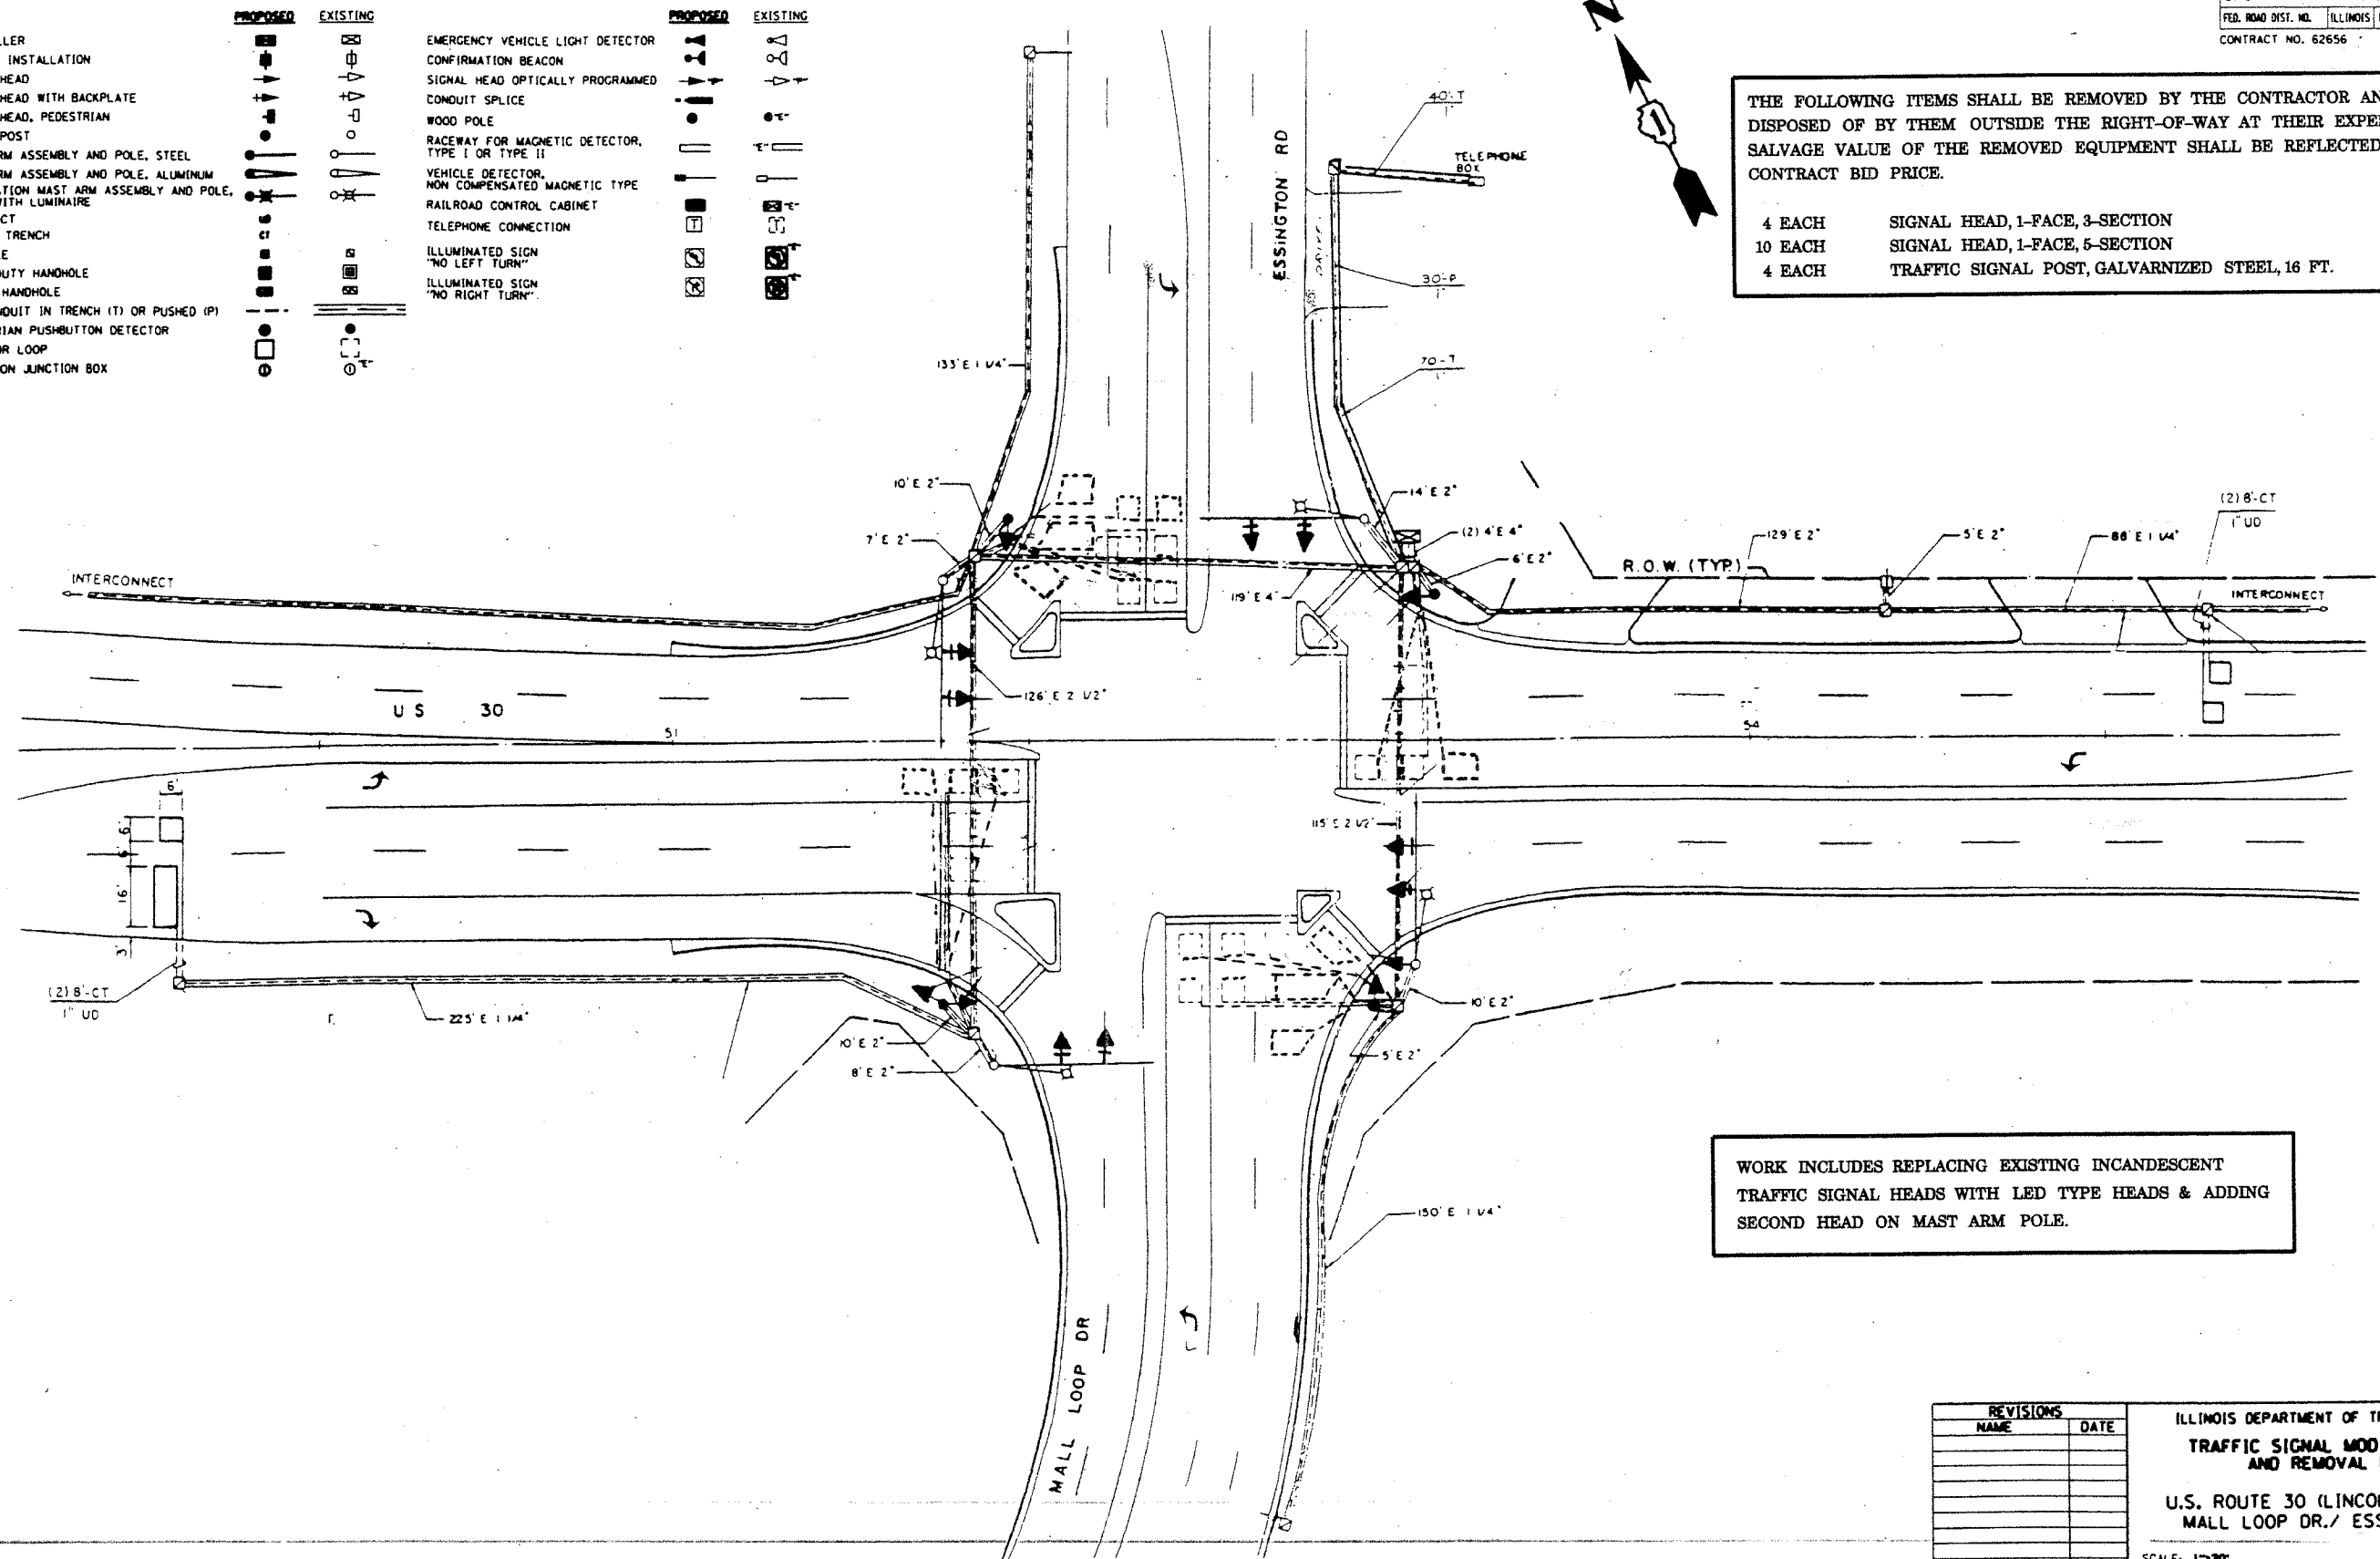 PROPOSED EXISTING
LLER
INSTALLATION
HEAD
HEAD WITH BACKPLATE
HEAD, PEDESTRIAN
POST
RM ASSEMBLY AND POLE, STEEL
RM ASSEMBLY AND POLE, ALUMINUM
TION MAST ARM ASSEMBLY AND POLE,
ITH LUMINAIRE
CT
TRENCH
CT
E
UTY HANDHOLE
HANDHOLE
NDUIT IN TRENCH (T) OR PUSHED (P)
IAN PUSHBUTTON DETECTOR
R LOOP
ON JUNCTION BOX
"E"
PROPOSED EXISTING
EMERGENCY VEHICLE LIGHT DETECTOR
CONFIRMATION BEACON
SIGNAL HEAD OPTICALLY PROGRAMMED
CONDUIT SPLICE
WOOD POLE
"E"
RACEWAY FOR MAGNETIC DETECTOR,
TYPE I OR TYPE II
"E"
VEHICLE DETECTOR,
NON COMPENSATED MAGNETIC TYPE
RAILROAD CONTROL CABINET
"E"
TELEPHONE CONNECTION
T
T
ILLUMINATED SIGN
"NO LEFT TURN"
ILLUMINATED SIGN
"NO RIGHT TURN".
N
FED. ROAD DIST. NO. ILLINOIS
CONTRACT NO. 62656
THE FOLLOWING ITEMS SHALL BE REMOVED BY THE CONTRACTOR AN
DISPOSED OF BY THEM OUTSIDE THE RIGHT-OF-WAY AT THEIR EXPE
SALVAGE VALUE OF THE REMOVED EQUIPMENT SHALL BE REFLECTED
CONTRACT BID PRICE.
4 EACH SIGNAL HEAD, 1-FACE, 3-SECTION
10 EACH SIGNAL HEAD, 1-FACE, 5-SECTION
4 EACH TRAFFIC SIGNAL POST, GALVARNIZED STEEL, 16 FT.
40'-T
1"
TELEPHONE
BOX
ESSINGTON RD
DRIVE
30'-P
1"
70-T
1"
133' E 1 1/4"
10' E 2"
7' E 2"
14' E 2"
(2) 4' E 4"
6' E 2"
119' E 4"
R.O.W. (TYP.)
129' E 2"
5' E 2"
86' E 1 1/4"
(2) 8'-CT
1" UD
INTERCONNECT
INTERCONNECT
126' E 2 1/2"
US 30
51
54
6'
6'
6'
16'
3'
115' E 2 1/2"
(2) 8'-CT
1" UD
225' E 1 1/4"
10' E 2"
8' E 2"
10' E 2"
5' E 2"
150' E 1 1/4"
MALL LOOP DR
WORK INCLUDES REPLACING EXISTING INCANDESCENT
TRAFFIC SIGNAL HEADS WITH LED TYPE HEADS & ADDING
SECOND HEAD ON MAST ARM POLE.
REVISIONS
NAME DATE
ILLINOIS DEPARTMENT OF T
TRAFFIC SIGNAL MOD
AND REMOVAL
U.S. ROUTE 30 (LINCO
MALL LOOP DR./ ESS
SCALE: 1"=20'